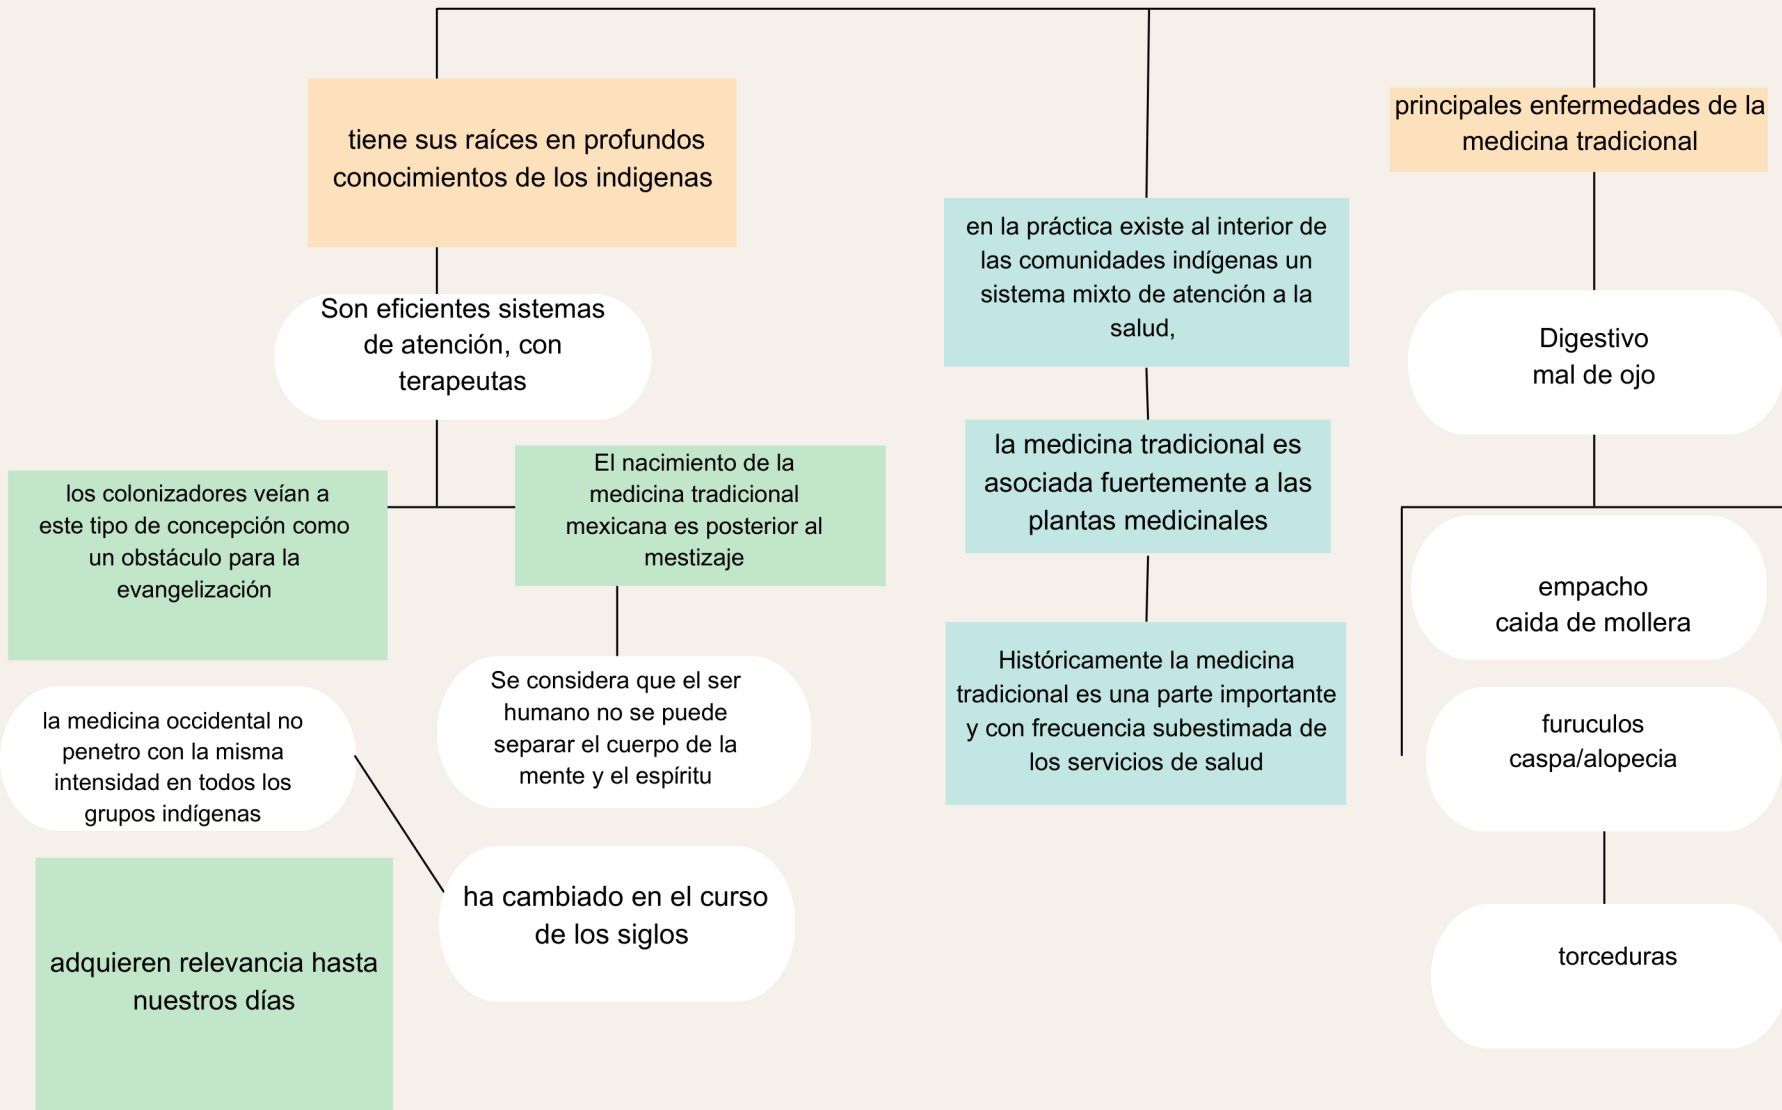 tiene sus raíces en profundos
conocimientos de los indigenas
Son eficientes sistemas
de atención, con
terapeutas
los colonizadores veían a
este tipo de concepción como
un obstáculo para la
evangelización
El nacimiento de la
medicina tradicional
mexicana es posterior al
mestizaje
la medicina occidental no
penetro con la misma
intensidad en todos los
grupos indígenas
Se considera que el ser
humano no se puede
separar el cuerpo de la
mente y el espíritu
ha cambiado en el curso
de los siglos
adquieren relevancia hasta
nuestros días
en la práctica existe al interior de
las comunidades indígenas un
sistema mixto de atención a la
salud,
la medicina tradicional es
asociada fuertemente a las
plantas medicinales
Históricamente la medicina
tradicional es una parte importante
y con frecuencia subestimada de
los servicios de salud
principales enfermedades de la
medicina tradicional
Digestivo
mal de ojo
empacho
caida de mollera
furuculos
caspa/alopecia
torceduras